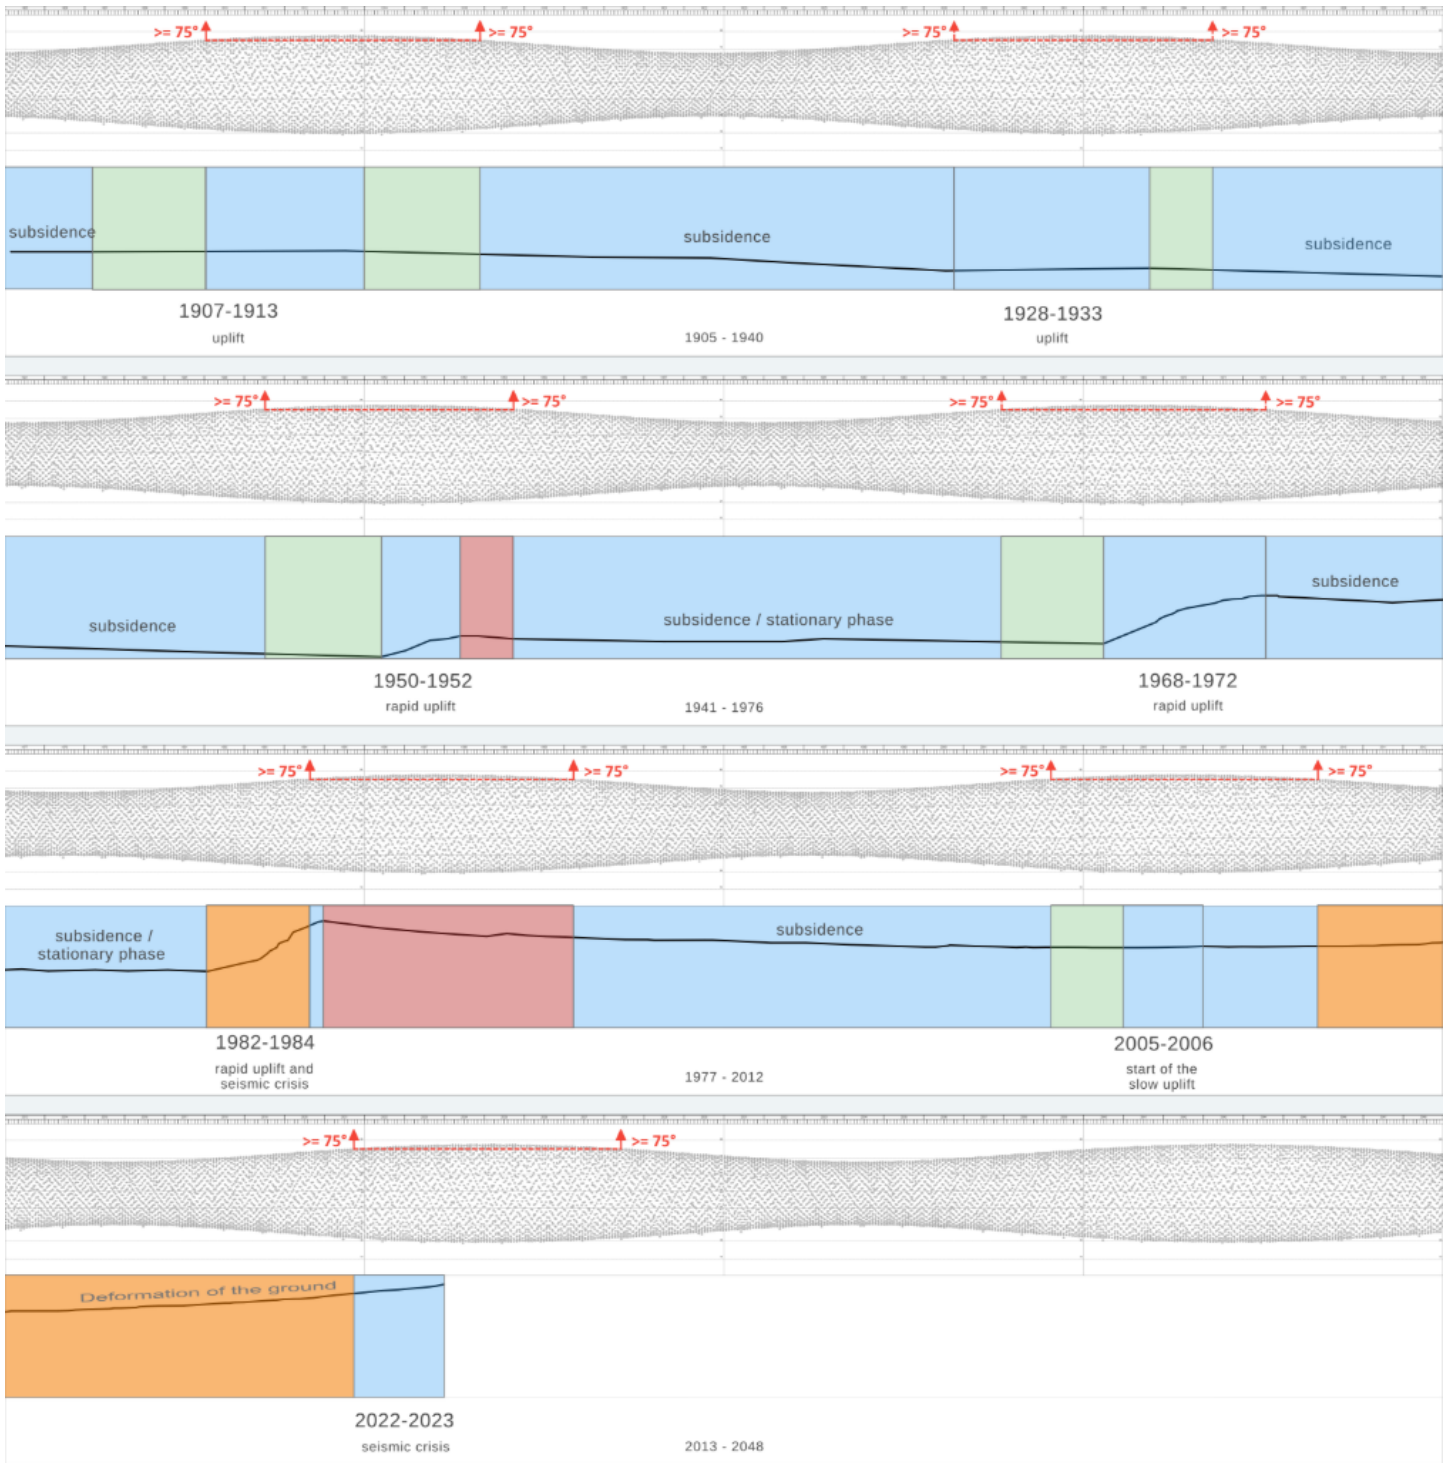 >= 75° >= 75° >= 75° >= 75°
subsidence subsidence subsidence
1907-1913 1928-1933
uplift 1905 - 1940 uplift
>= 75° >= 75° >= 75° >= 75°
subsidence subsidence / stationary phase subsidence
1950-1952 1968-1972
rapid uplift 1941 - 1976 rapid uplift
>= 75° >= 75° >= 75° >= 75°
subsidence /
stationary phase
subsidence
1982-1984 2005-2006
rapid uplift and
seismic crisis
1977 - 2012
start of the
slow uplift
>= 75° >= 75°
Deformation of the ground
2022-2023
seismic crisis 2013 - 2048